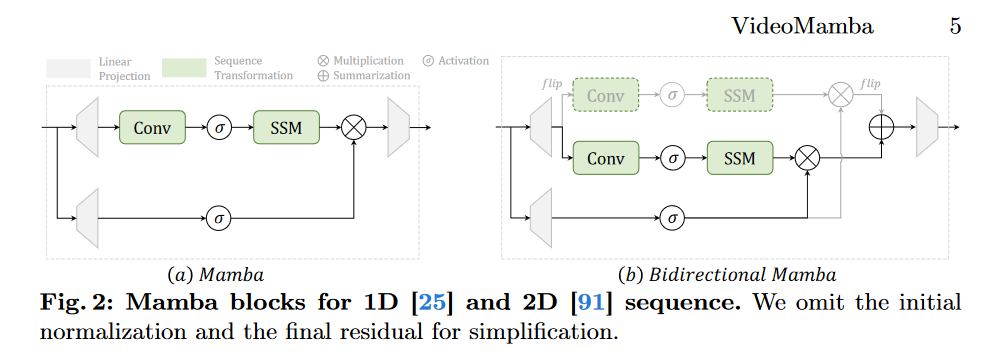 VideoMamba 5
Linear Projection
Sequence Transformation
⊗ Multiplication
⊕ Summarization
σ Activation
Conv σ SSM
σ
(a) Mamba
flip Conv σ SSM flip
Conv σ SSM
σ
(b) Bidirectional Mamba
Fig. 2: Mamba blocks for 1D [25] and 2D [91] sequence. We omit the initial
normalization and the final residual for simplification.